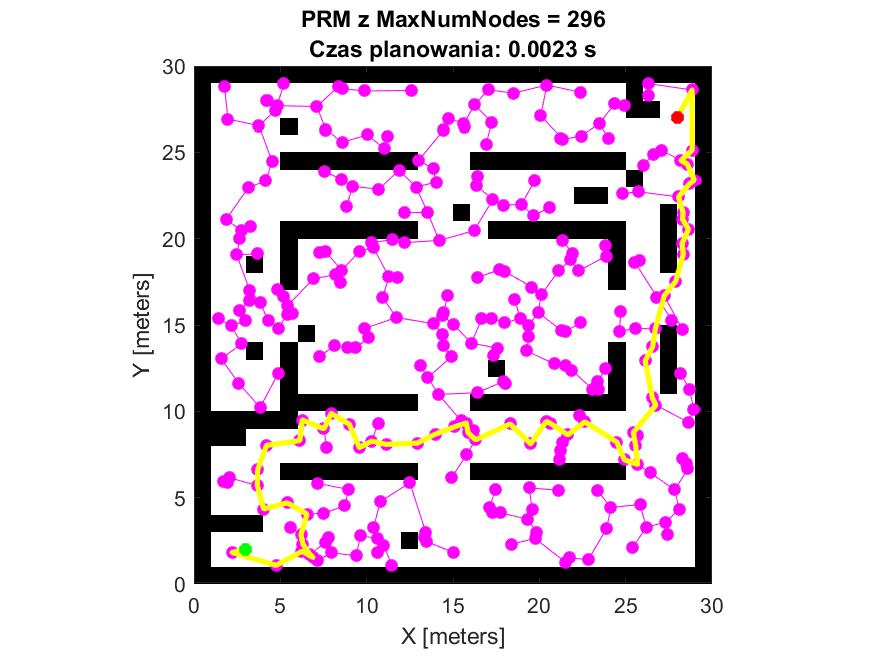 PRM z MaxNumNodes = 296
Czas planowania: 0.0023 s
30
25
20
15
10
5
0
Y [meters]
0 5 10 15 20 25 30
X [meters]